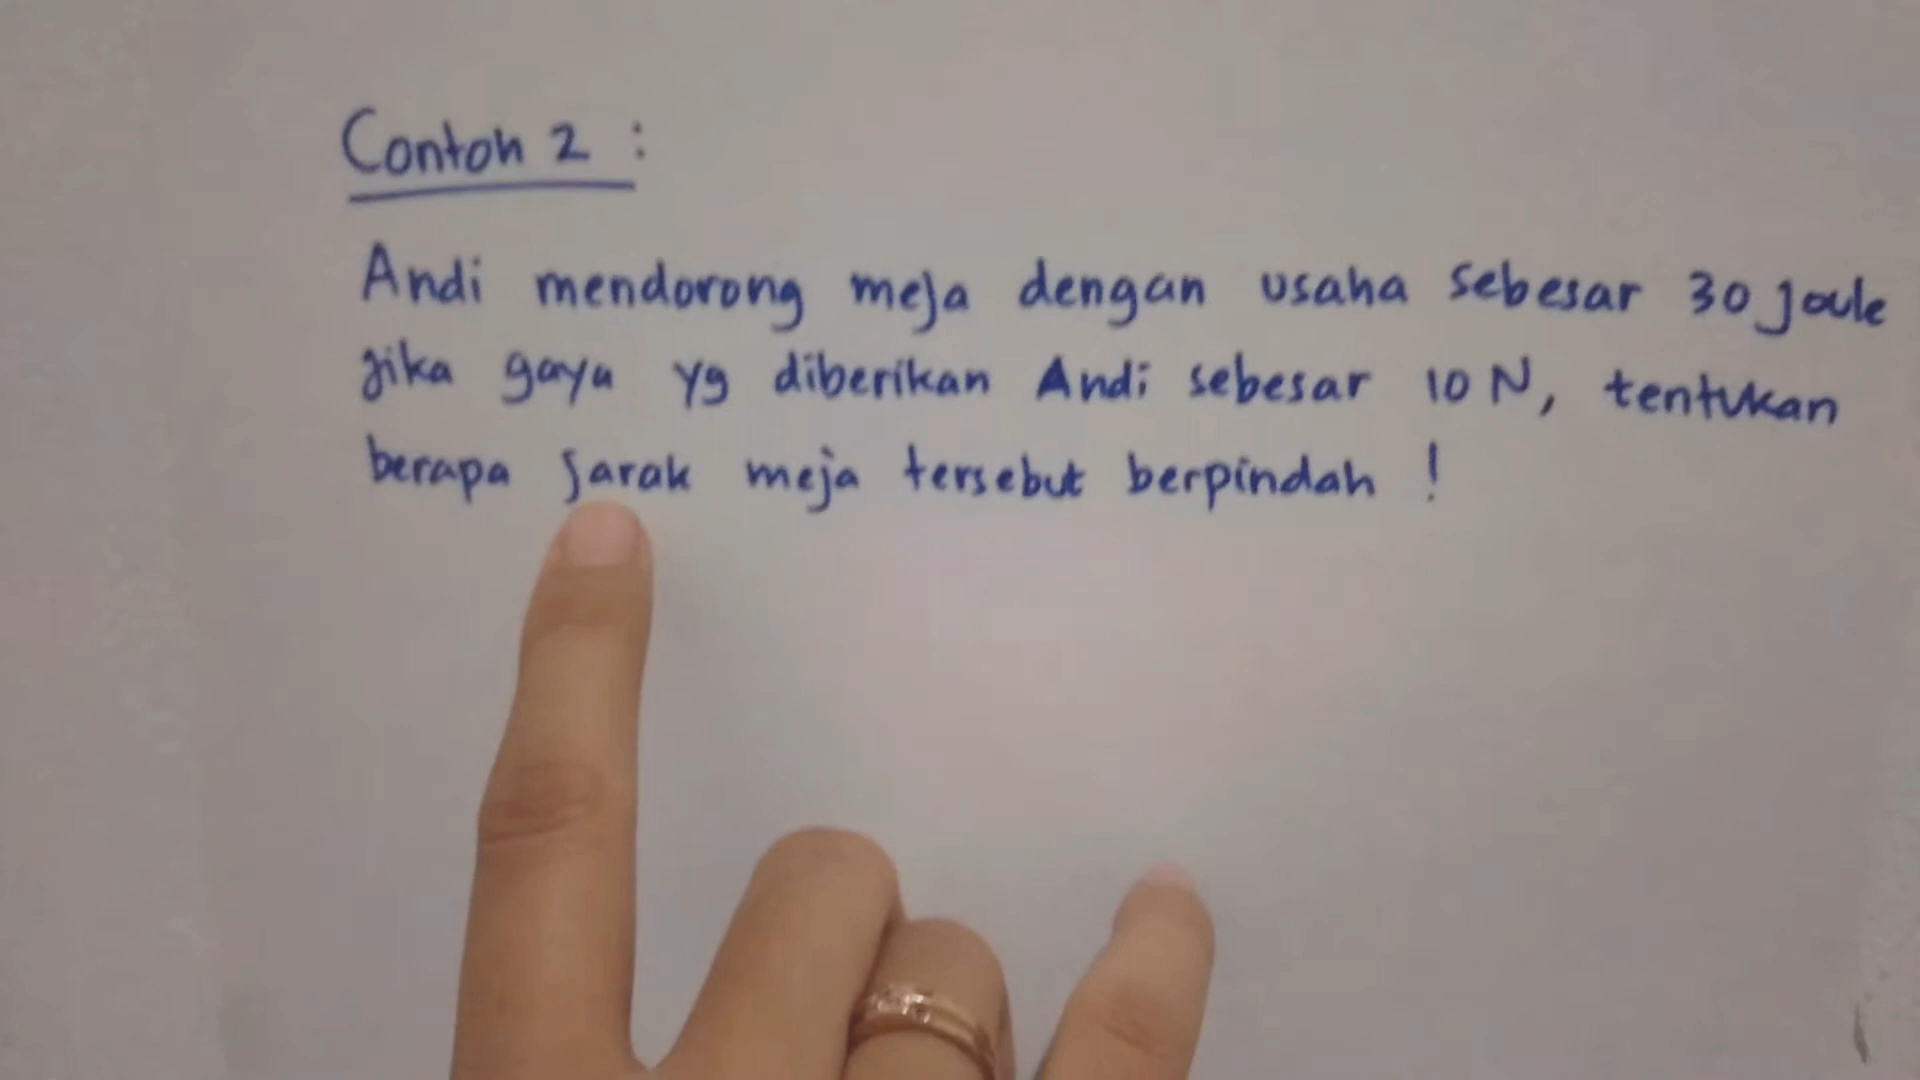 Contoh 2 :
Andi mendorong meja dengan usaha sebesar 30 joule
jika gaya yg diberikan Andi sebesar 10 N, tentukan
berapa jarak meja tersebut berpindah !